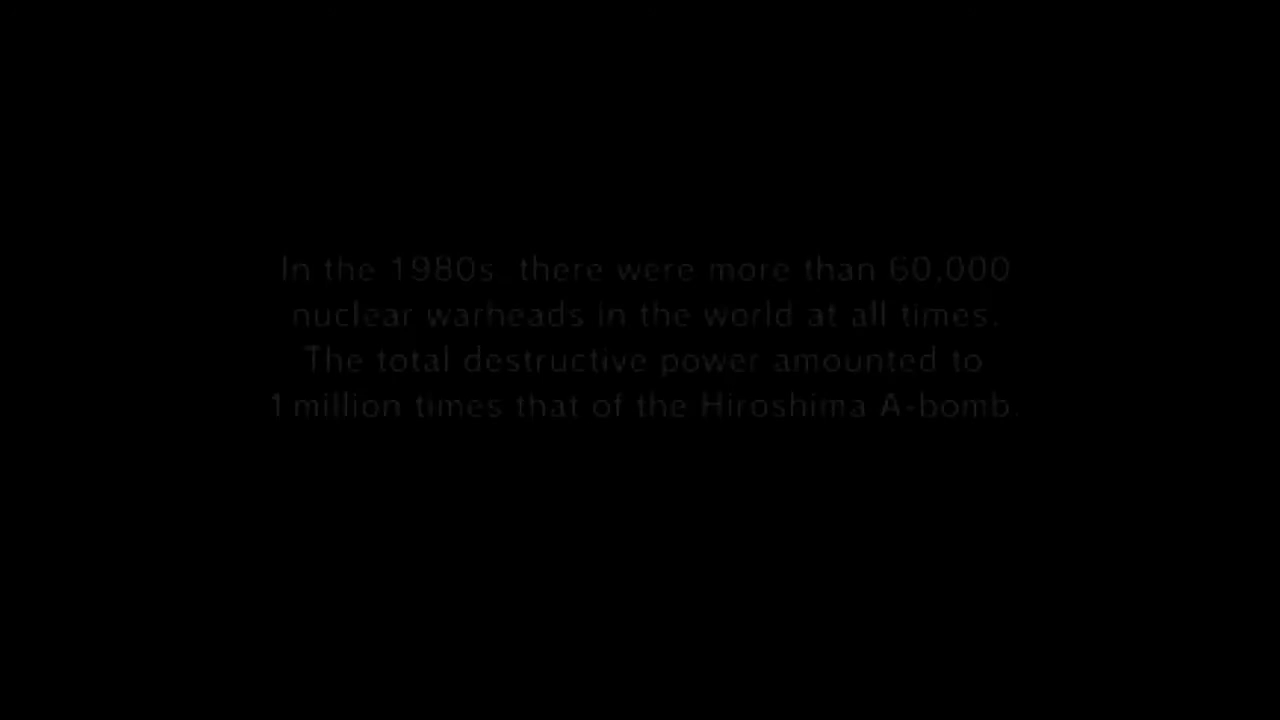 In the 1980s, there were more than 60,000
nuclear warheads in the world at all times.
The total destructive power amounted to
1 million times that of the Hiroshima A-bomb.